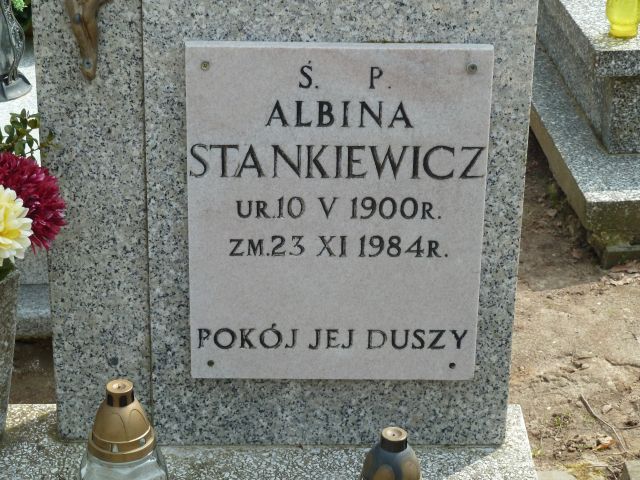 Ś. P.
ALBINA
STANKIEWICZ
UR.10 V 1900R.
ZM.23 XI 1984R.
POKÓJ JEJ DUSZY